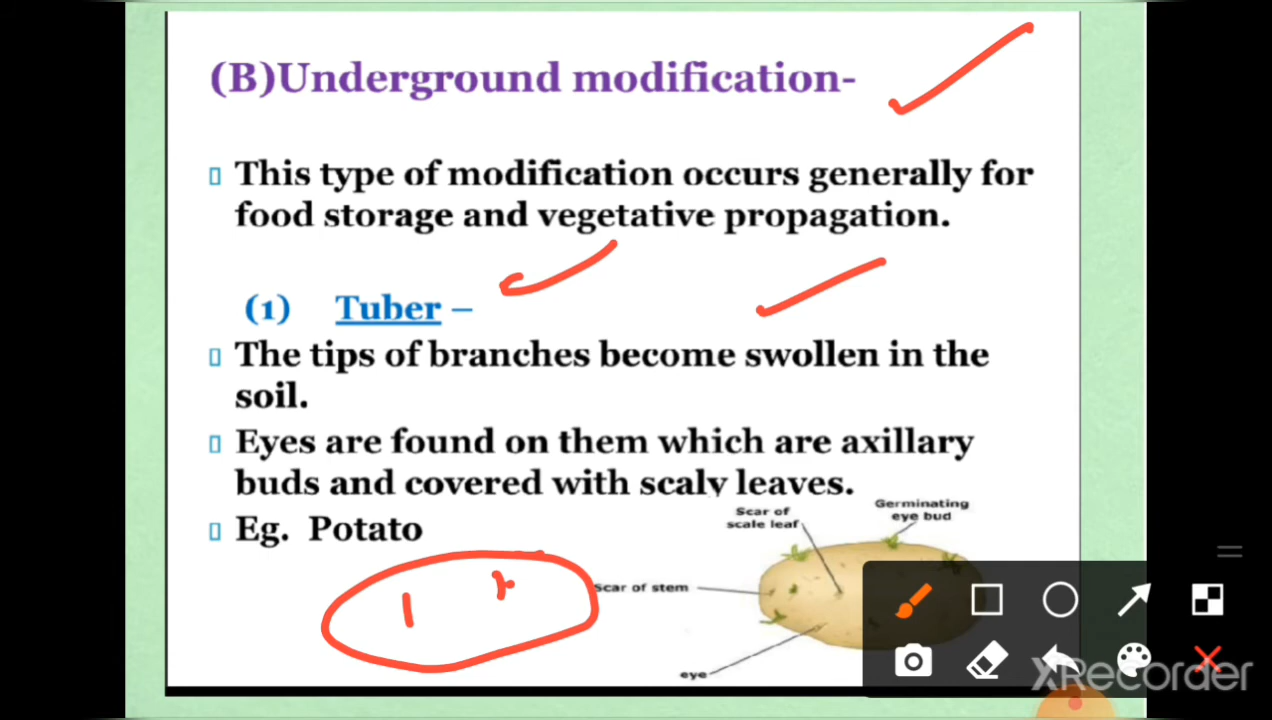 (B)Underground modification-
This type of modification occurs generally for
food storage and vegetative propagation.
(1) Tuber –
The tips of branches become swollen in the
soil.
Eyes are found on them which are axillary
buds and covered with scaly leaves.
Eg. Potato
Scar of
scale leaf
Germinating
eye bud
Scar of stem
eye
XRecorder